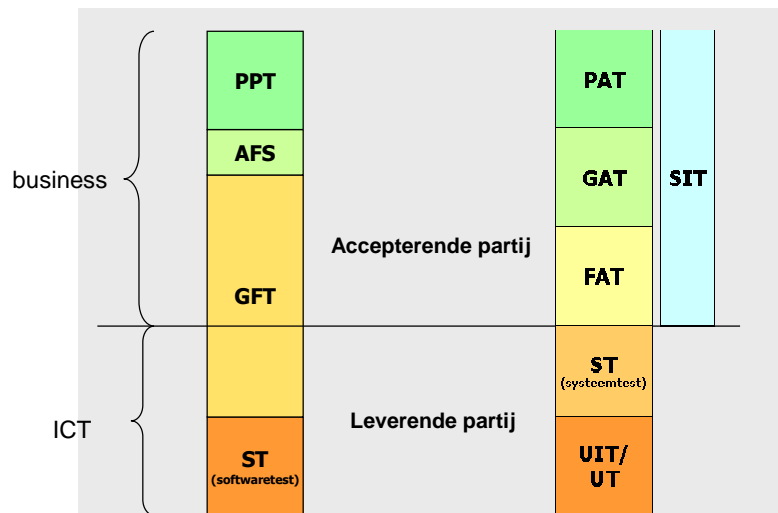 PPT
PAT
AFS
business
GAT
SIT
Accepterende partij
FAT
GFT
ST
(systeemtest)
ICT
Leverende partij
ST
(softwaretest)
UIT/
UT